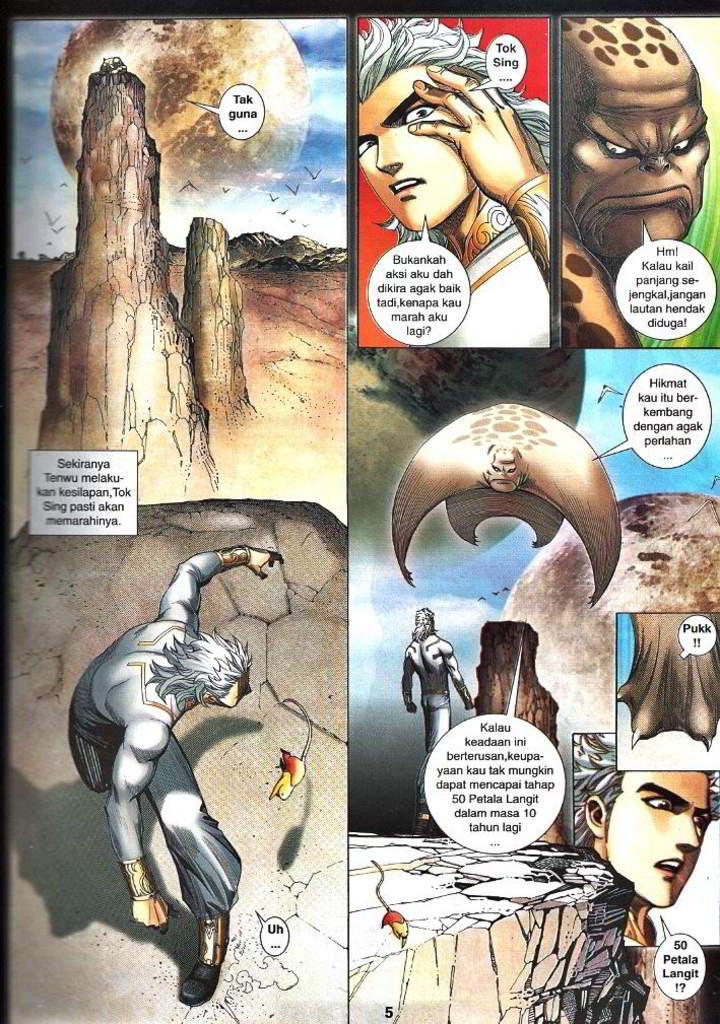 Tak
guna
...
Sekiranya
Tenwu melaku-
kan kesilapan,Tok
Sing pasti akan
memarahinya.
Uh
...
Tok
Sing
....
Bukankah
aksi aku dah
dikira agak baik
tadi,kenapa kau
marah aku
lagi?
Hm!
Kalau kail
panjang se-
jengkal,jangan
lautan hendak
diduga!
Hikmat
kau itu ber-
kembang
dengan agak
perlahan
...
Kalau
keadaan ini
berterusan,keupa-
yaan kau tak mungkin
dapat mencapai tahap
50 Petala Langit
dalam masa 10
tahun lagi
...
Pukk
!!
50
Petala
Langit
!?
5